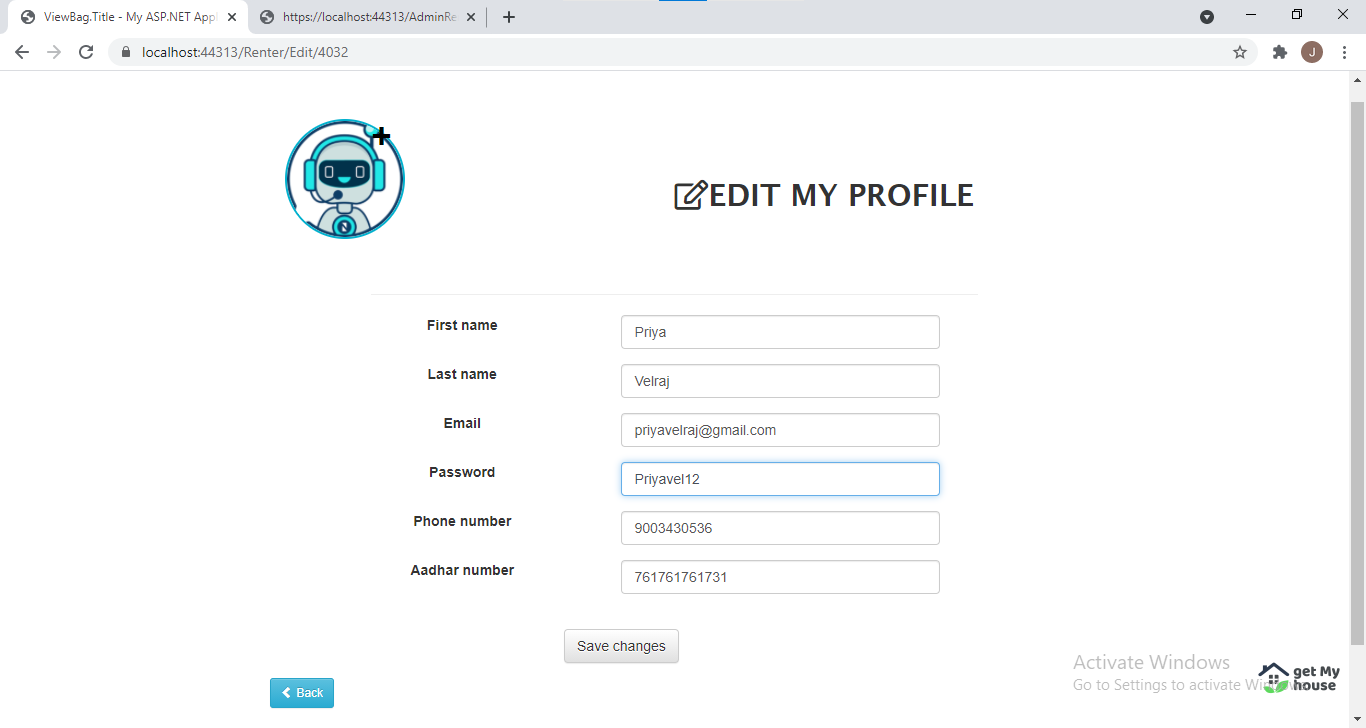 ViewBag.Title - My ASP.NET Appl
https://localhost:44313/AdminRe
localhost:44313/Renter/Edit/4032
J
EDIT MY PROFILE
First name
Priya
Last name
Velraj
Email
priyavelraj@gmail.com
Password
Priyavel12
Phone number
9003430536
Aadhar number
761761761731
Save changes
Back
Activate Windows
Go to Settings to activate
get My
house